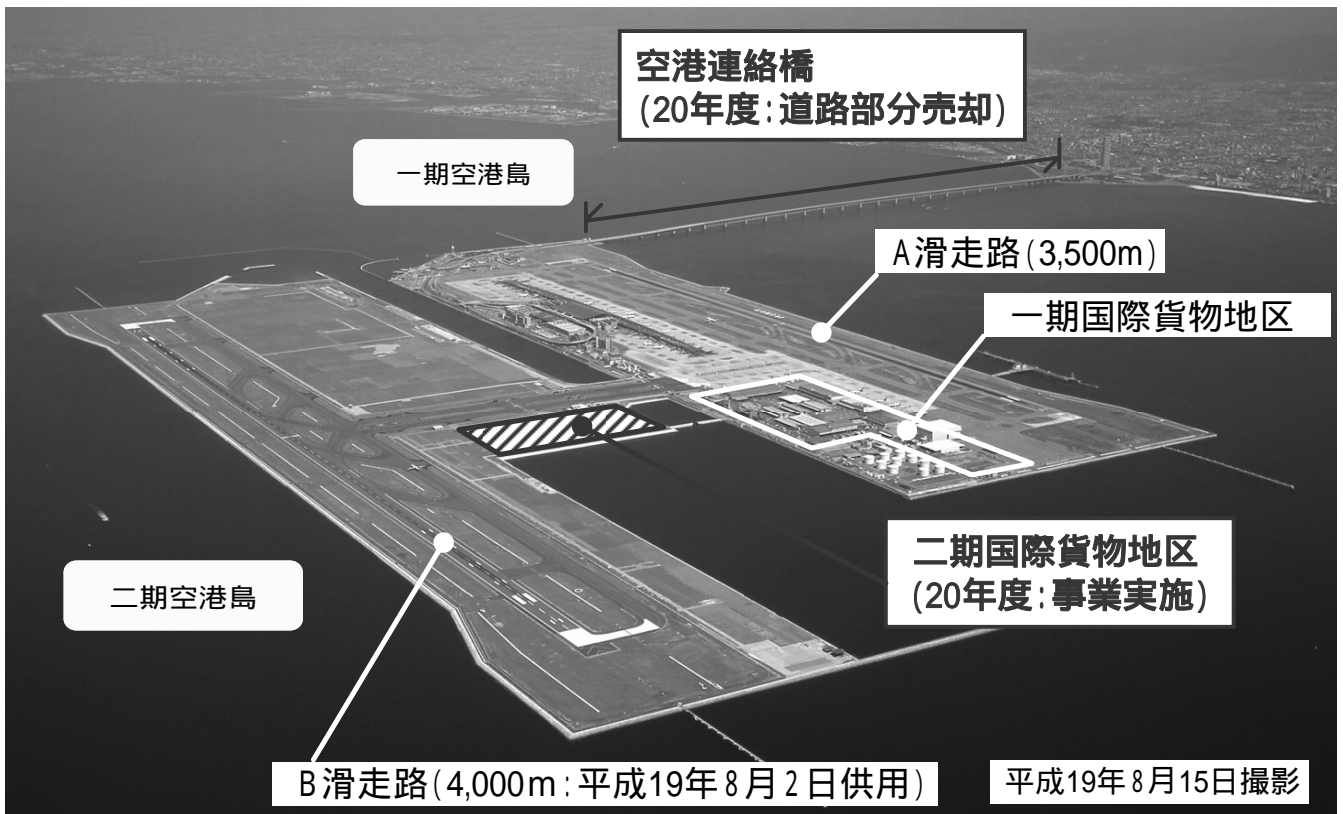 空港連絡橋
(20年度:道路部分売却)
一期空港島
A滑走路(3,500m)
一期国際貨物地区
二期国際貨物地区
(20年度:事業実施)
二期空港島
B滑走路(4,000m:平成19年8月2日供用)
平成19年8月15日撮影